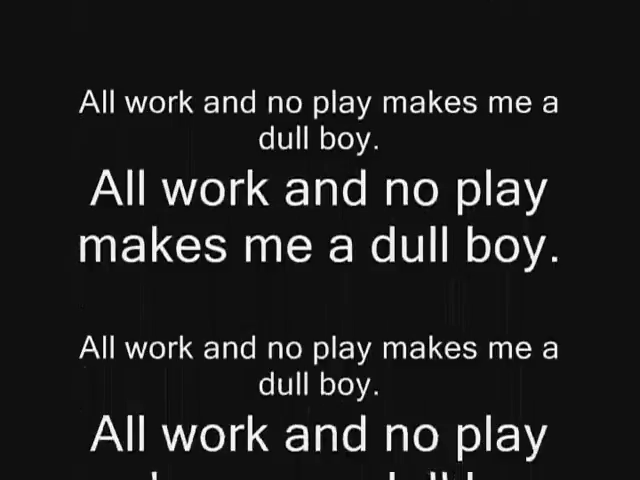 All work and no play makes me a
dull boy.
All work and no play
makes me a dull boy.
All work and no play makes me a
dull boy.
All work and no play